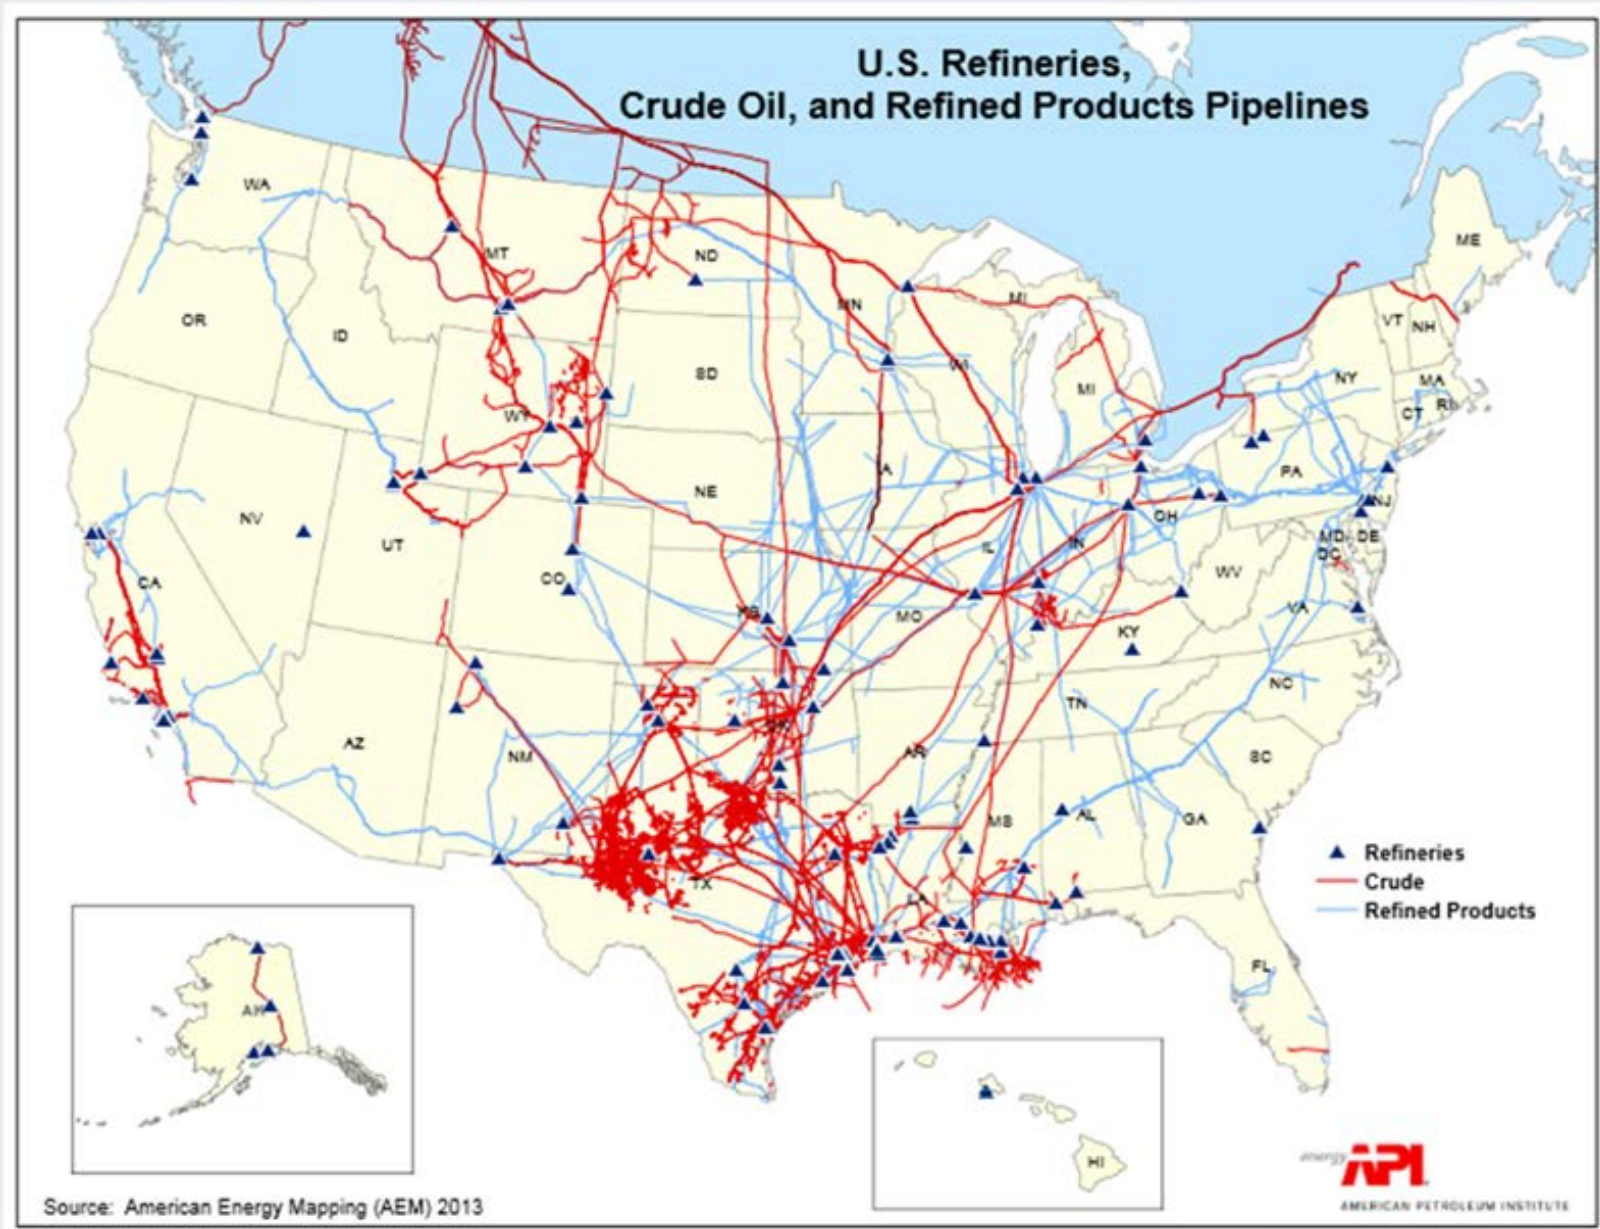 U.S. Refineries,
Crude Oil, and Refined Products Pipelines
WA
MT
ND
ME
OR
ID
MN
MI
VT
NH
SD
WI
MI
NY
MA
CT
RI
WY
NE
IA
PA
NJ
NV
UT
CO
IL
IN
OH
MD
DE
DC
CA
WV
VA
MO
KY
NC
TN
AZ
NM
AR
SC
MS
AL
GA
TX
LA
FL
Refineries
Crude
Refined Products
HI
energy API
AMERICAN PETROLEUM INSTITUTE
Source: American Energy Mapping (AEM) 2013